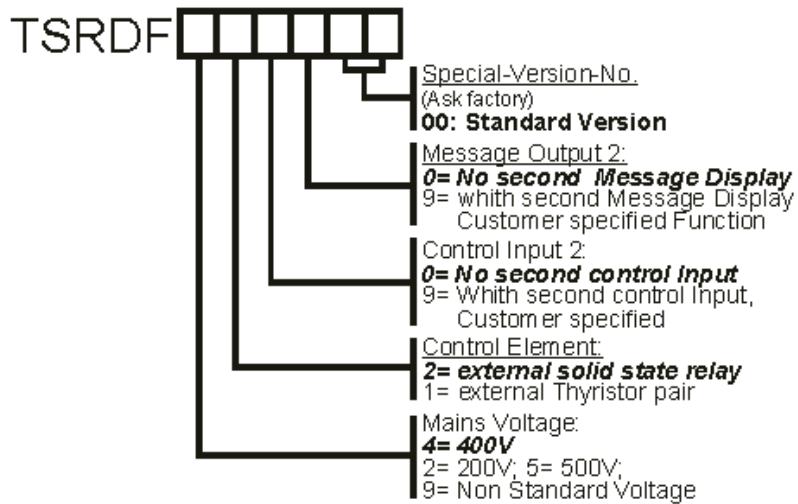 TSRDF
Special-Version-No.
(Ask factory)
00: Standard Version
Message Output 2:
0= No second Message Display
9= whith second Message Display
Customer specified Function
Control Input 2:
0= No second control Input
9= Whith second control Input,
Customer specified
Control Element:
2= external solid state relay
1= external Thyristor pair
Mains Voltage:
4= 400V
2= 200V; 5= 500V;
9= Non Standard Voltage